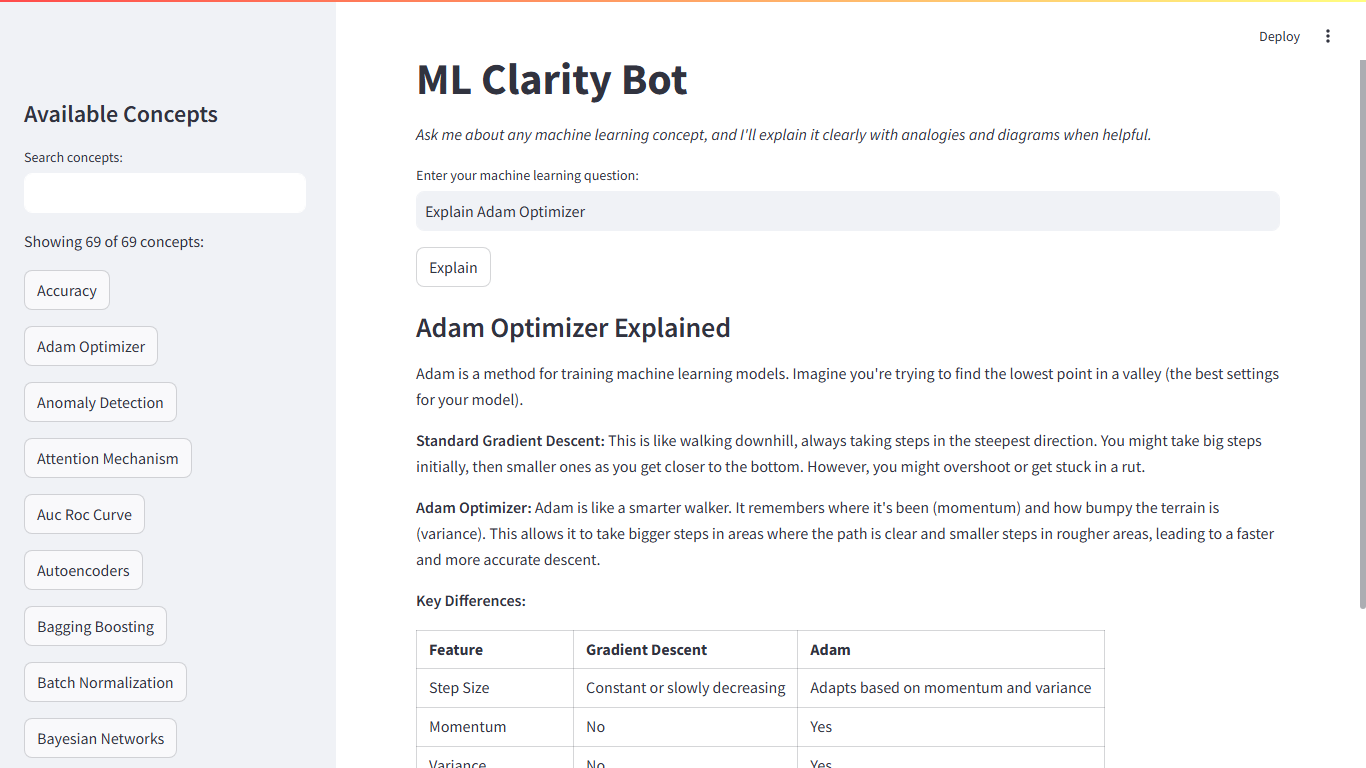 Deploy
Available Concepts
Search concepts:
Showing 69 of 69 concepts:
Accuracy
Adam Optimizer
Anomaly Detection
Attention Mechanism
Auc Roc Curve
Autoencoders
Bagging Boosting
Batch Normalization
Bayesian Networks
ML Clarity Bot
Ask me about any machine learning concept, and I'll explain it clearly with analogies and diagrams when helpful.
Enter your machine learning question:
Explain Adam Optimizer
Explain
Adam Optimizer Explained
Adam is a method for training machine learning models. Imagine you're trying to find the lowest point in a valley (the best settings
for your model).
Standard Gradient Descent: This is like walking downhill, always taking steps in the steepest direction. You might take big steps
initially, then smaller ones as you get closer to the bottom. However, you might overshoot or get stuck in a rut.
Adam Optimizer: Adam is like a smarter walker. It remembers where it's been (momentum) and how bumpy the terrain is
(variance). This allows it to take bigger steps in areas where the path is clear and smaller steps in rougher areas, leading to a faster
and more accurate descent.
Key Differences:
Feature Gradient Descent Adam
Step Size Constant or slowly decreasing Adapts based on momentum and variance
Momentum No Yes
Variance No Yes